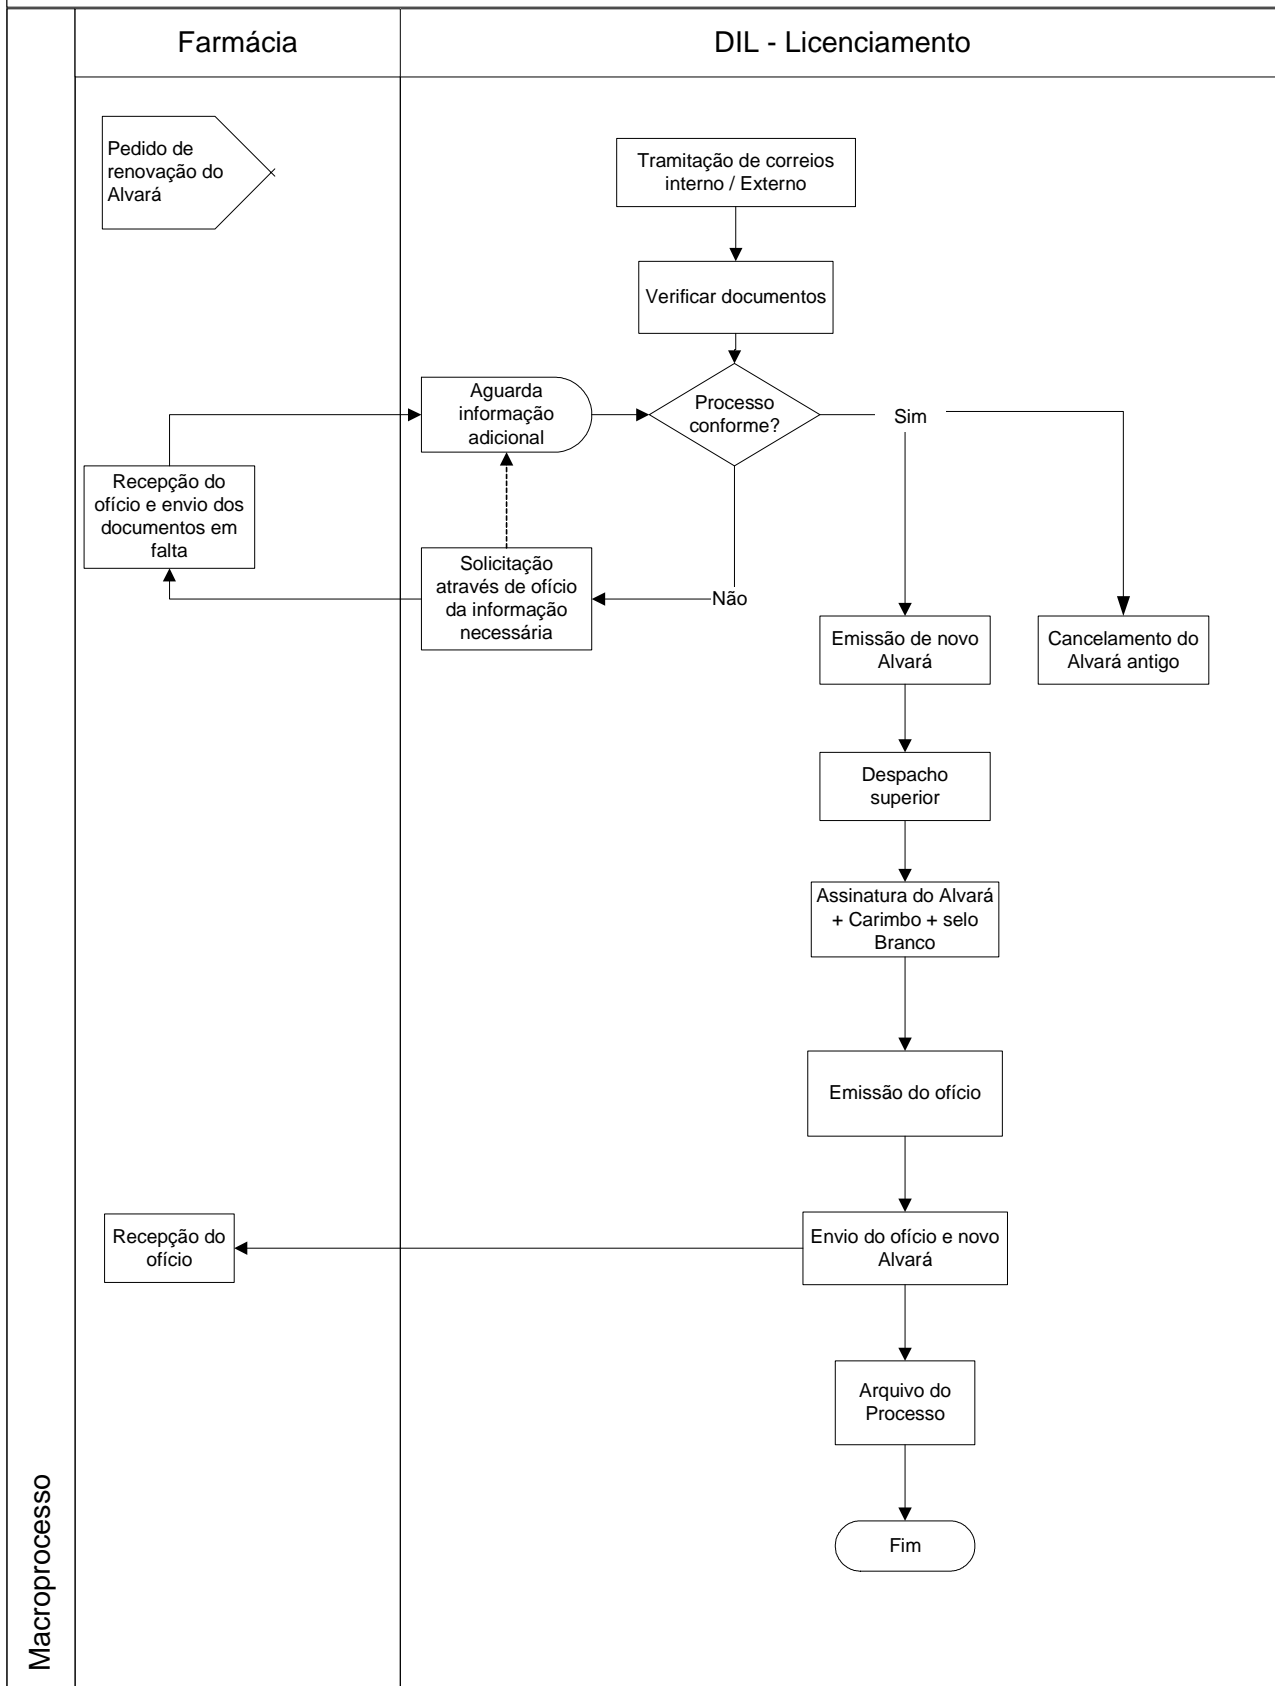 Farmácia
DIL - Licenciamento
Pedido de
renovação do
Alvará
Tramitação de correios
interno / Externo
Verificar documentos
Processo
conforme?
Sim
Não
Aguarda
informação
adicional
Recepção do
ofício e envio dos
documentos em
falta
Solicitação
através de ofício
da informação
necessária
Emissão de novo
Alvará
Cancelamento do
Alvará antigo
Despacho
superior
Assinatura do Alvará
+ Carimbo + selo
Branco
Emissão do ofício
Envio do ofício e novo
Alvará
Recepção do
ofício
Arquivo do
Processo
Fim
Macroprocesso